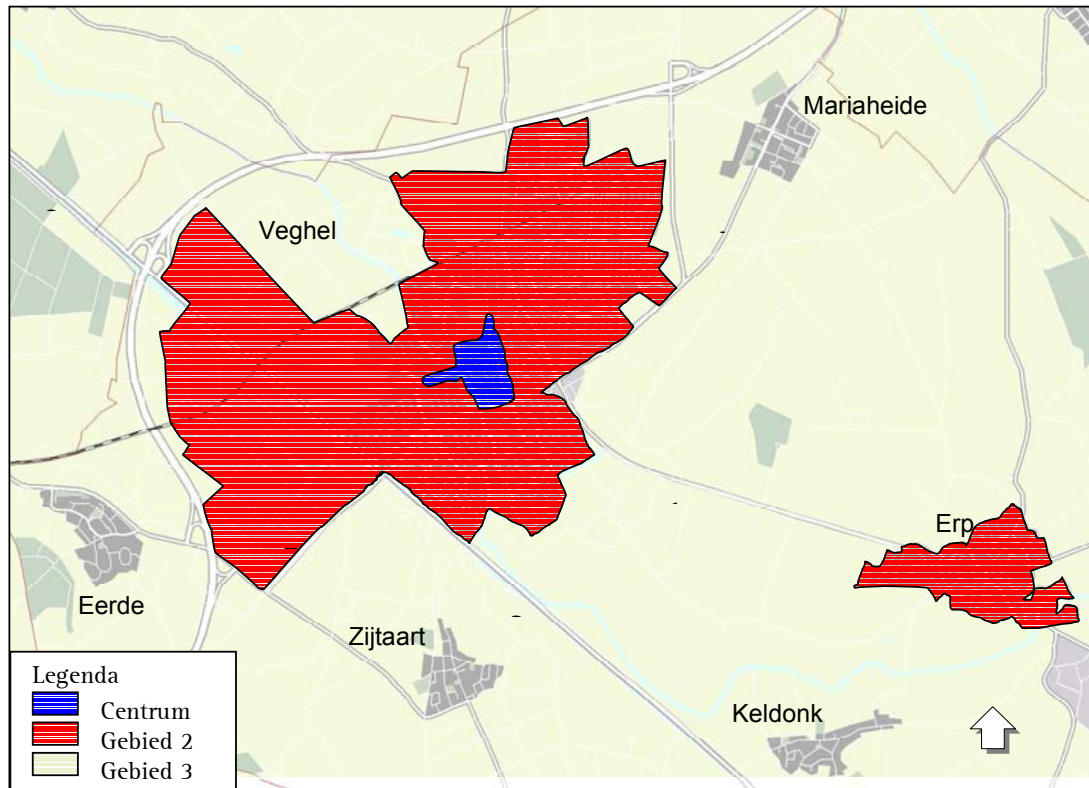 Mariaheide
Veghel
Erp
Eerde
Zijtaart
Keldonk
Legenda
Centrum
Gebied 2
Gebied 3